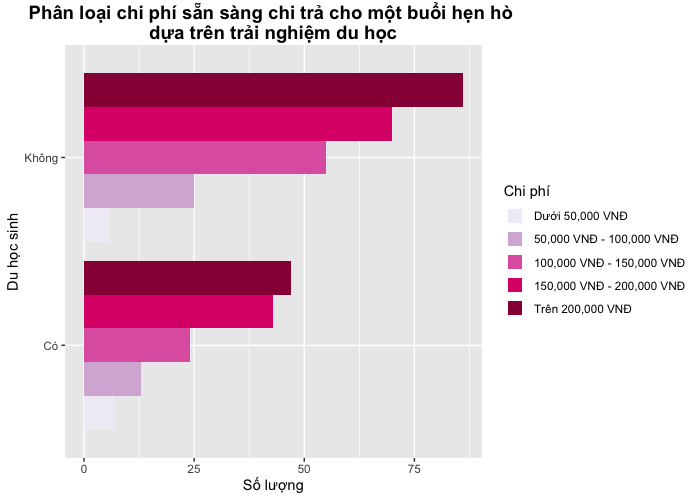 Phân loại chi phí sẵn sàng chi trả cho một buổi hẹn hò
dựa trên trải nghiệm du học
Du học sinh
Không
Có
0
25
50
75
Số lượng
Chi phí
Dưới 50,000 VNĐ
50,000 VNĐ - 100,000 VNĐ
100,000 VNĐ - 150,000 VNĐ
150,000 VNĐ - 200,000 VNĐ
Trên 200,000 VNĐ